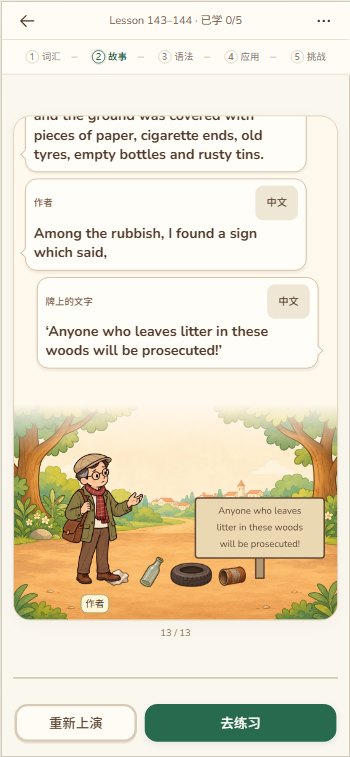 Lesson 143–144 · 已学 0/5
1 词汇 – 2 故事 – 3 语法 – 4 应用 – 5 挑战
and the ground was covered with
pieces of paper, cigarette ends, old
tyres, empty bottles and rusty tins.
作者 中文
Among the rubbish, I found a sign
which said,
牌上的文字 中文
‘Anyone who leaves litter in these
woods will be prosecuted!’
Anyone who leaves
litter in these woods
will be prosecuted!
作者
13 / 13
重新上演 去练习